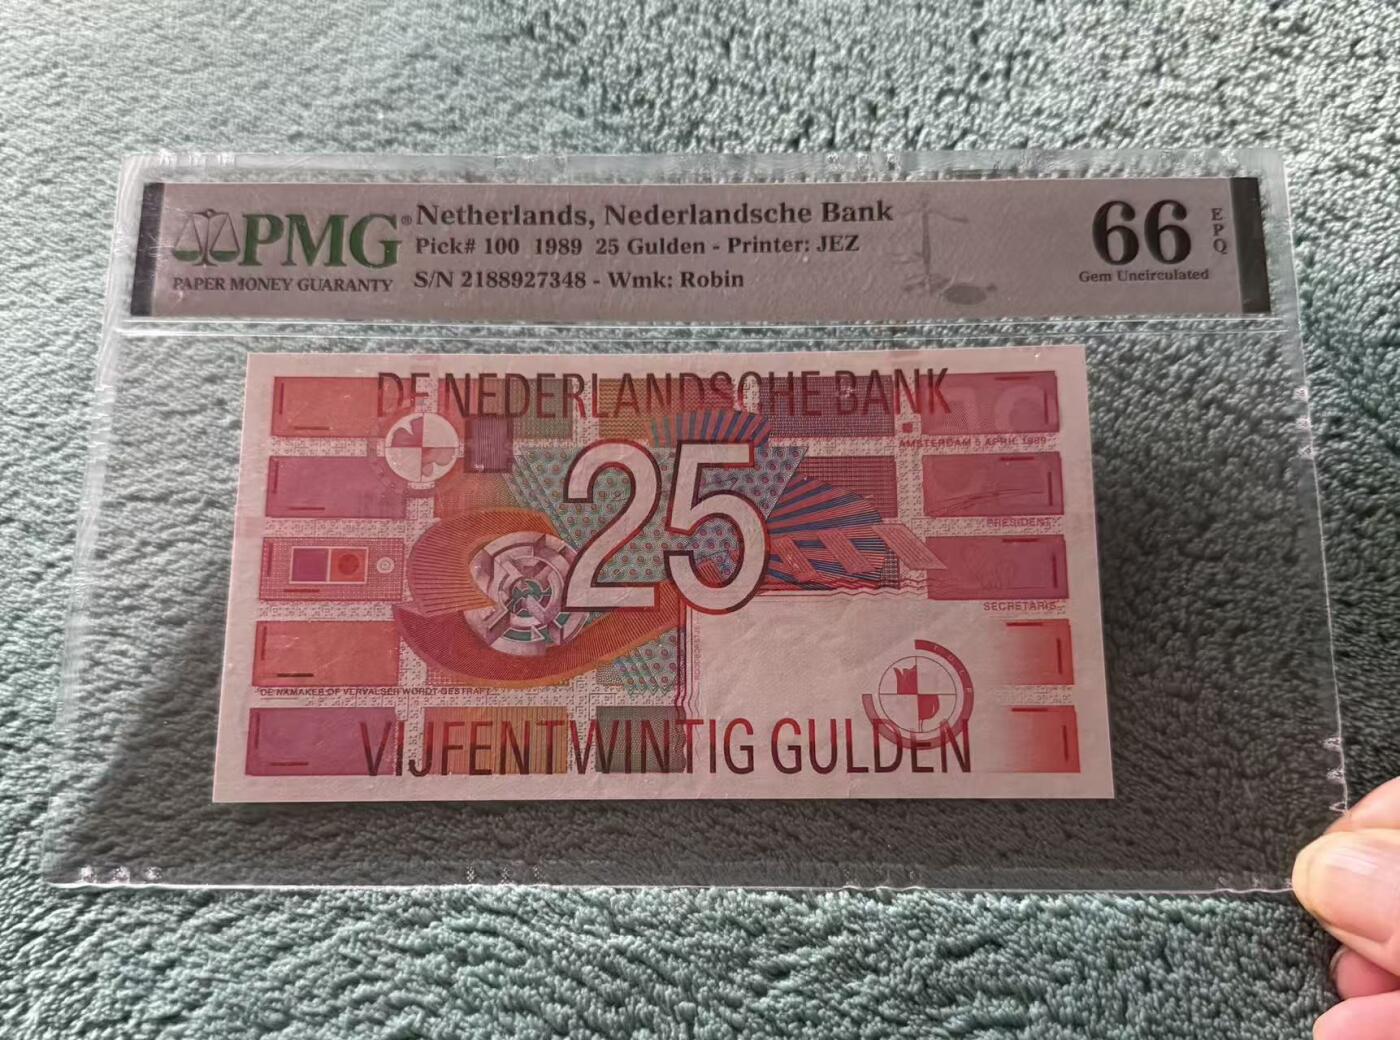 PMG®
PAPER MONEY GUARANTY
Netherlands, Nederlandsche Bank
Pick# 100 1989 25 Gulden - Printer: JEZ
S/N 2188927348 - Wmk: Robin
66
EPQ
Gem Uncirculated
DE NEDERLANDSCHE BANK
AMSTERDAM 5 APRIL 1989
25
PRESIDENT
SECRETARIS
DE NAMAKER OF VERVALSER WORDT GESTRAFT
VIJFENTWINTIG GULDEN